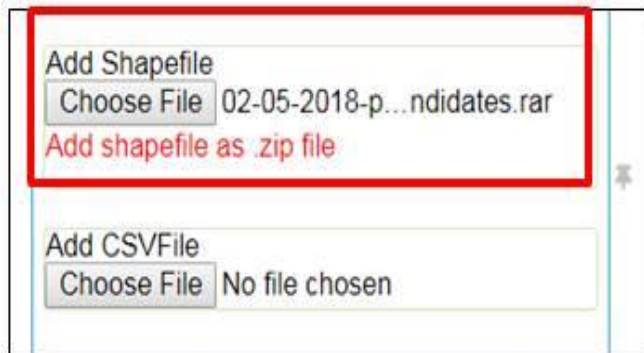 Add Shapefile
Choose File 02-05-2018-p...ndidates.rar
Add shapefile as .zip file
Add CSVFile
Choose File No file chosen